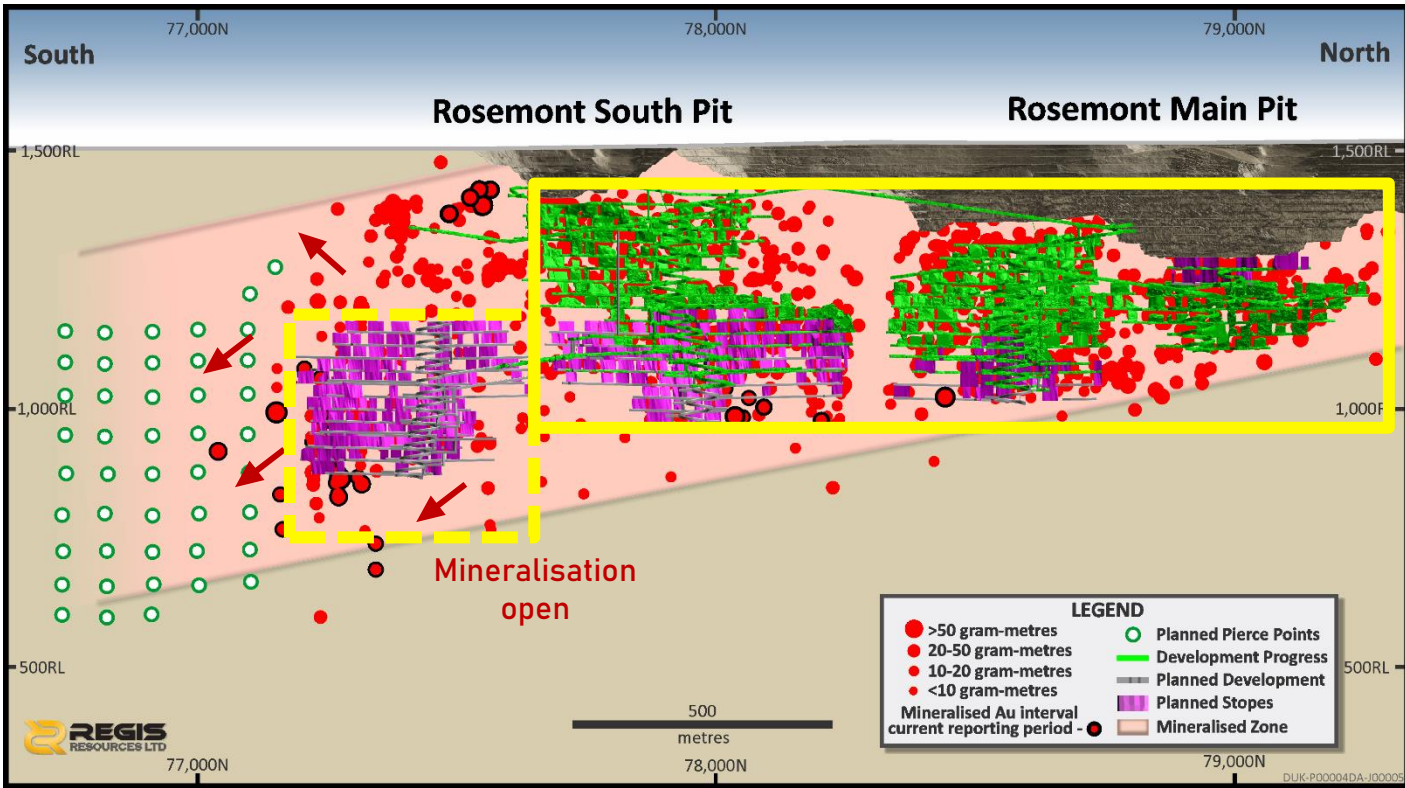 77,000N
78,000N
79,000N
South
North
Rosemont South Pit
Rosemont Main Pit
1,500RL
1,500RL
1,000RL
Mineralisation
open
LEGEND
>50 gram-metres
20-50 gram-metres
10-20 gram-metres
<10 gram-metres
Mineralised Au interval
current reporting period -
Planned Pierce Points
Development Progress
Planned Development
Planned Stopes
Mineralised Zone
500RL
500RL
500
metres
REGIS
RESOURCES LTD
77,000N
78,000N
79,000N
DUK-P00004DA-J00005